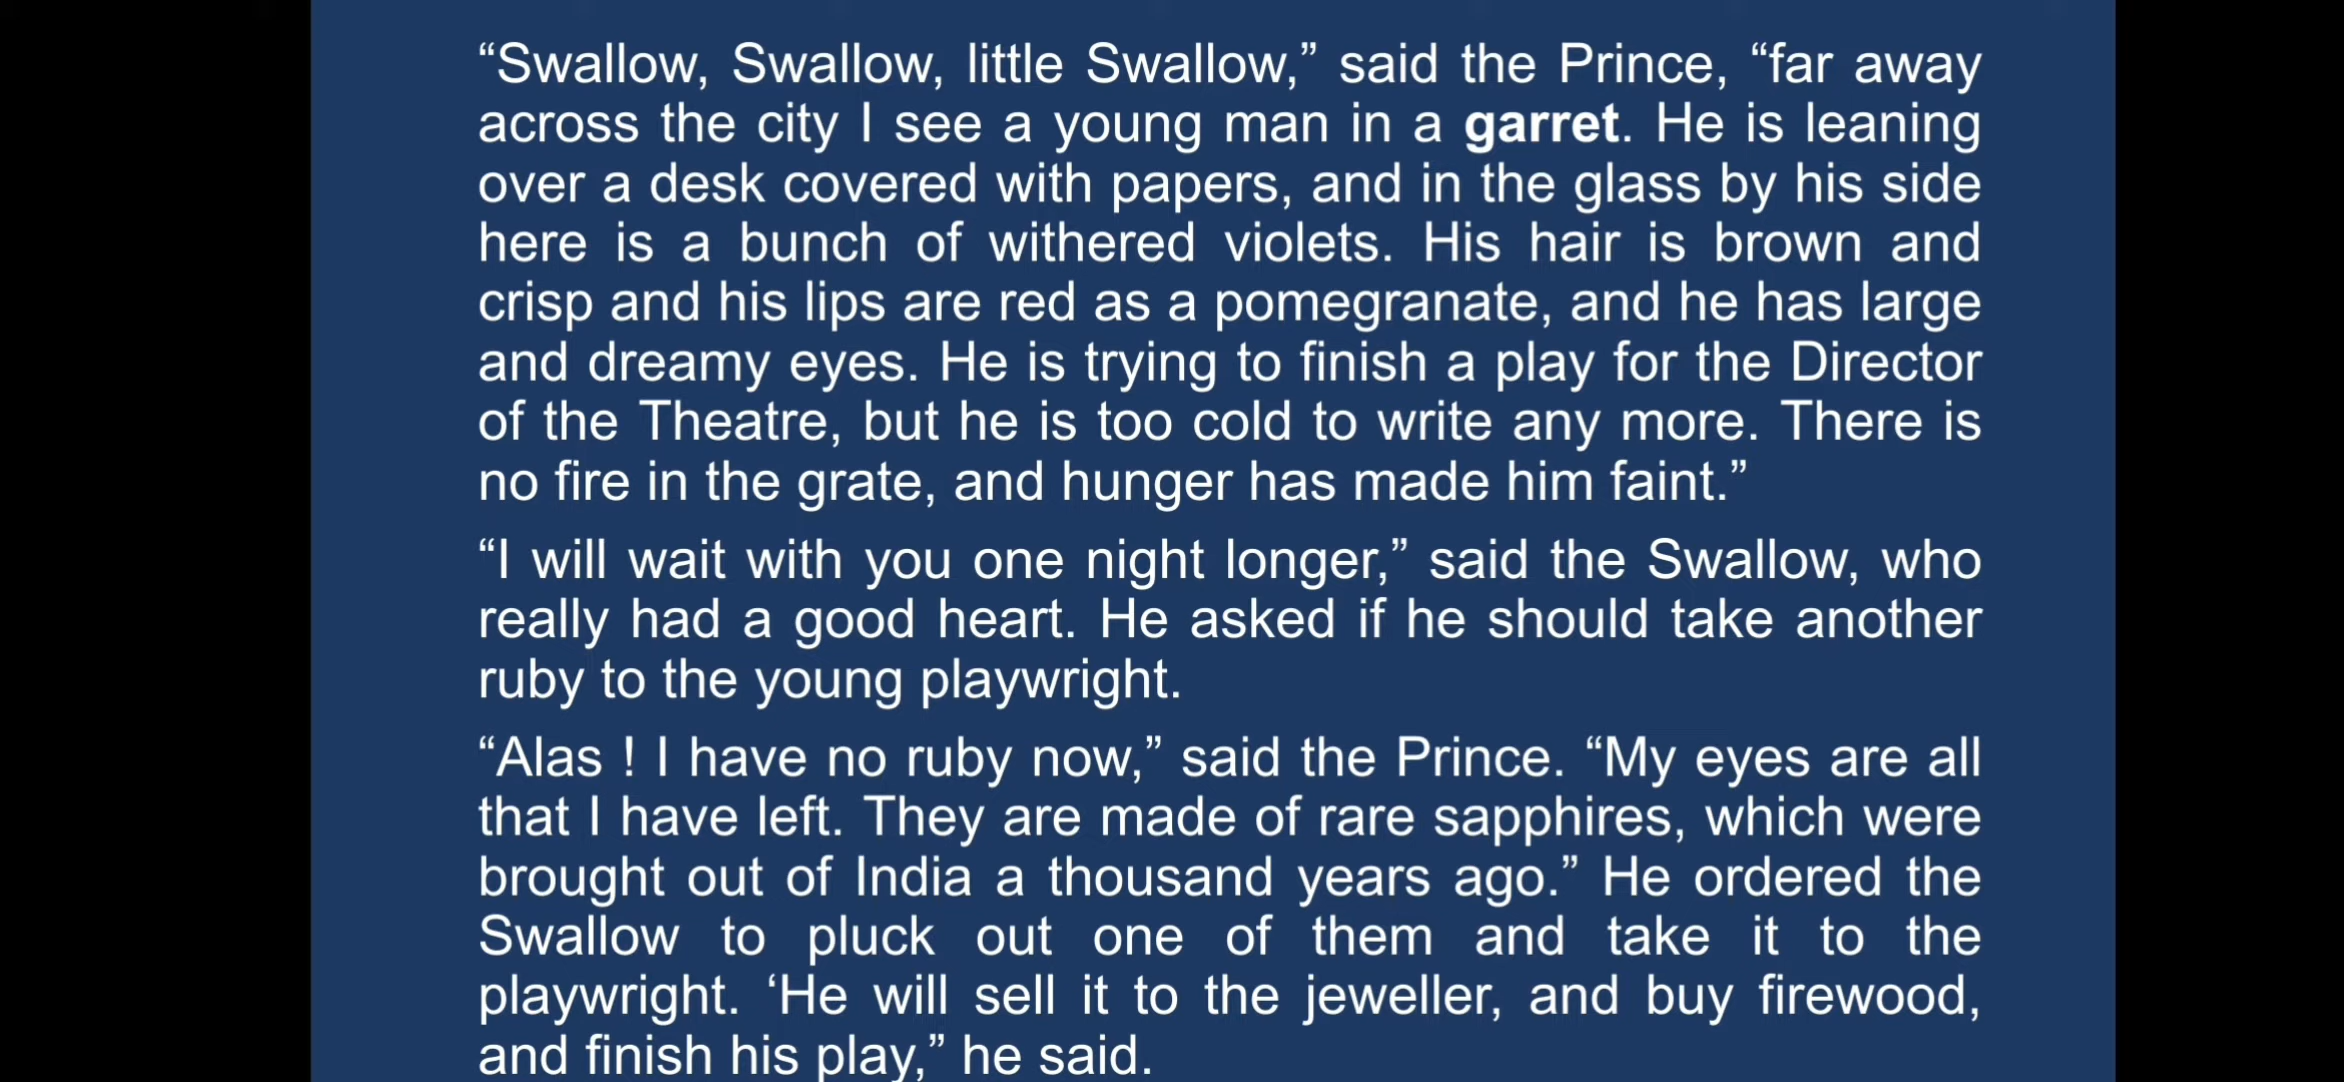 “Swallow, Swallow, little Swallow,” said the Prince, “far away
across the city I see a young man in a garret. He is leaning
over a desk covered with papers, and in the glass by his side
here is a bunch of withered violets. His hair is brown and
crisp and his lips are red as a pomegranate, and he has large
and dreamy eyes. He is trying to finish a play for the Director
of the Theatre, but he is too cold to write any more. There is
no fire in the grate, and hunger has made him faint.”
“I will wait with you one night longer,” said the Swallow, who
really had a good heart. He asked if he should take another
ruby to the young playwright.
“Alas ! I have no ruby now,” said the Prince. “My eyes are all
that I have left. They are made of rare sapphires, which were
brought out of India a thousand years ago.” He ordered the
Swallow to pluck out one of them and take it to the
playwright. ‘He will sell it to the jeweller, and buy firewood,
and finish his play,” he said.